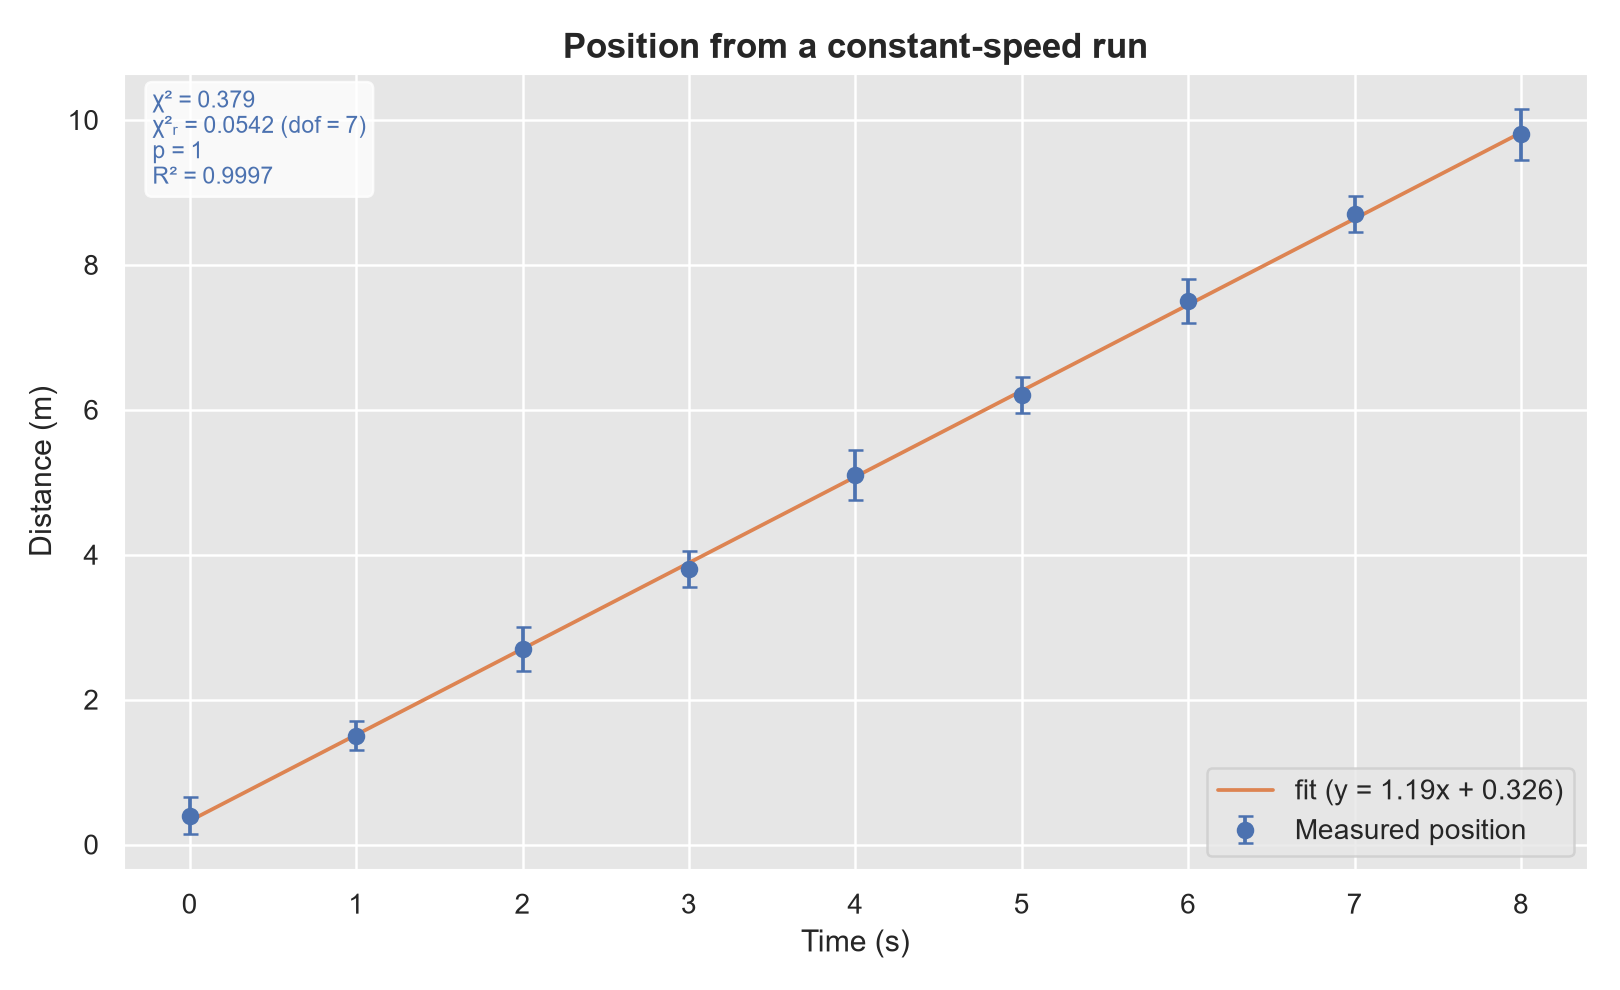 Position from a constant-speed run
χ² = 0.379
χ²ᵣ = 0.0542 (dof = 7)
p = 1
R² = 0.9997
10
8
6
4
2
0
Distance (m)
fit (y = 1.19x + 0.326)
Measured position
0 1 2 3 4 5 6 7 8
Time (s)